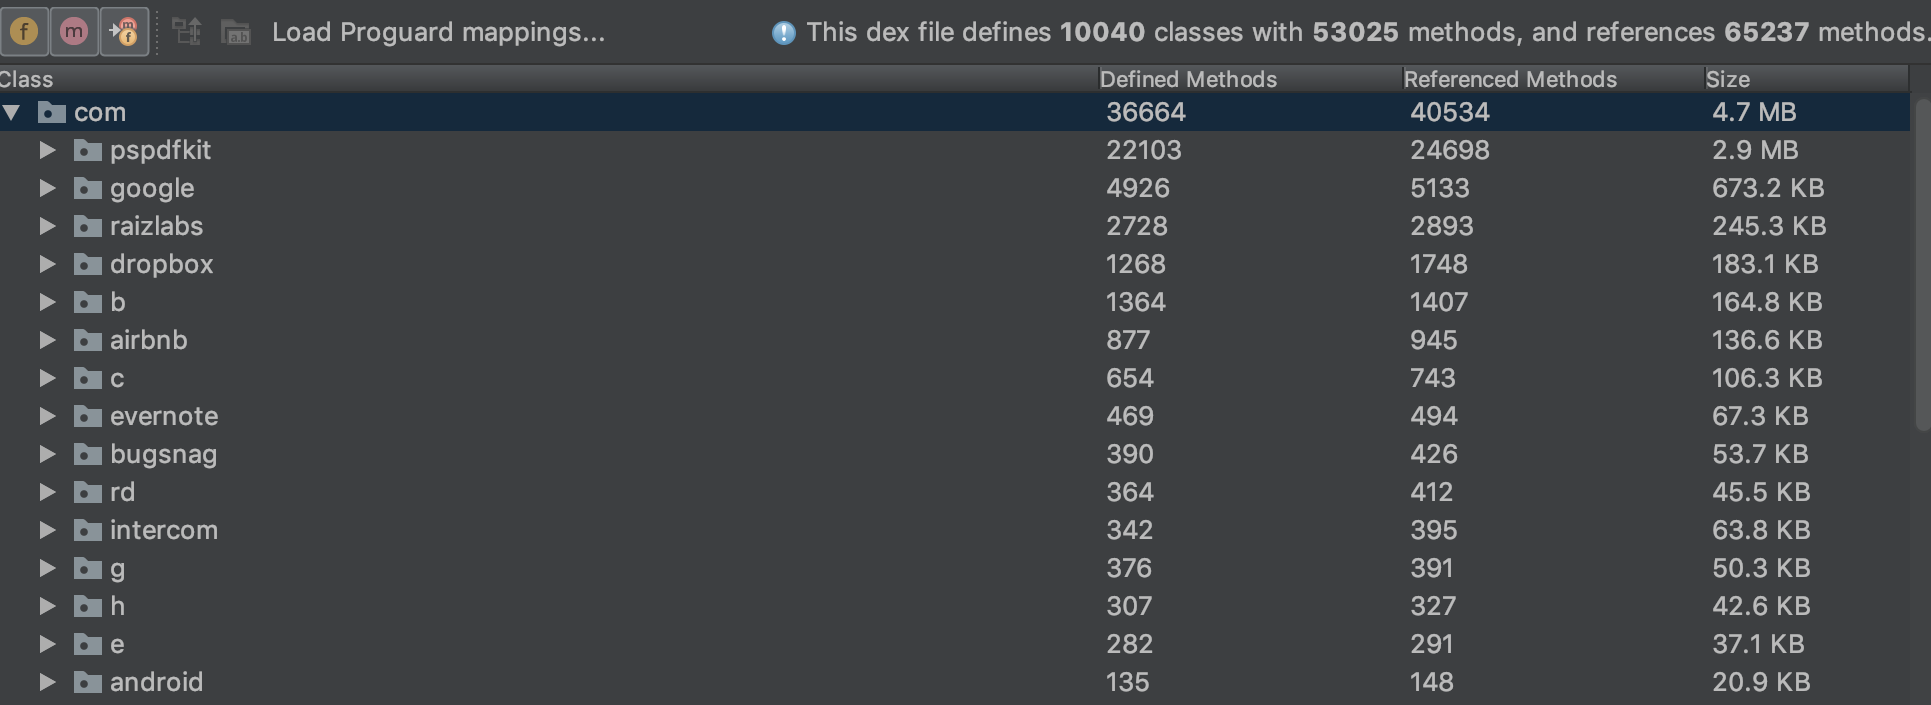 f m m f a.b Load Proguard mappings... This dex file defines 10040 classes with 53025 methods, and references 65237 methods.
Class Defined Methods Referenced Methods Size
com 36664 40534 4.7 MB
pspdfkit 22103 24698 2.9 MB
google 4926 5133 673.2 KB
raizlabs 2728 2893 245.3 KB
dropbox 1268 1748 183.1 KB
b 1364 1407 164.8 KB
airbnb 877 945 136.6 KB
c 654 743 106.3 KB
evernote 469 494 67.3 KB
bugsnag 390 426 53.7 KB
rd 364 412 45.5 KB
intercom 342 395 63.8 KB
g 376 391 50.3 KB
h 307 327 42.6 KB
e 282 291 37.1 KB
android 135 148 20.9 KB